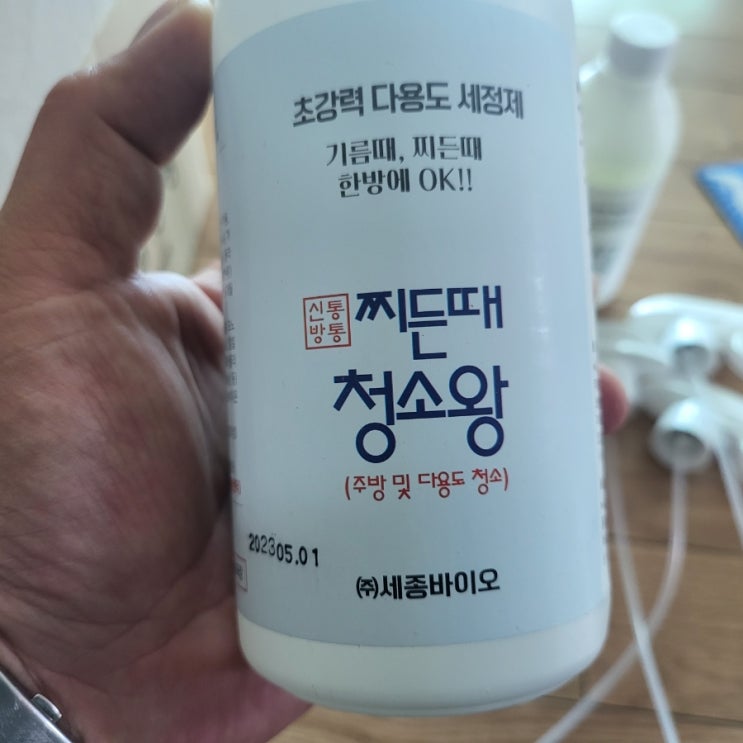 초강력 다용도 세정제
기름때, 찌든때
한방에 OK!!
신통
방통
찌든때
청소왕
(주방 및 다용도 청소)
2023.05.01
㈜세종바이오